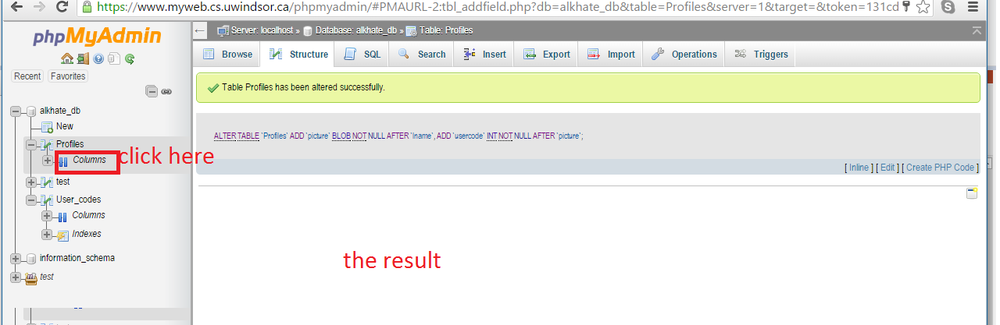 https://www.myweb.cs.uwindsor.ca/phpmyadmin/#PMAURL-2:tbl_addfield.php?db=alkhate_db&table=Profiles&server=1&target=&token=131cd
phpMyAdmin
Recent Favorites
alkhate_db
New
Profiles
Columns
test
User_codes
Columns
Indexes
information_schema
test
click here
Server: localhost » Database: alkhate_db » Table: Profiles
Browse Structure SQL Search Insert Export Import Operations Triggers
Table Profiles has been altered successfully.
ALTER TABLE `Profiles` ADD `picture` BLOB NOT NULL AFTER `lname`, ADD `usercode` INT NOT NULL AFTER `picture`;
[ Inline ] [ Edit ] [ Create PHP Code ]
the result